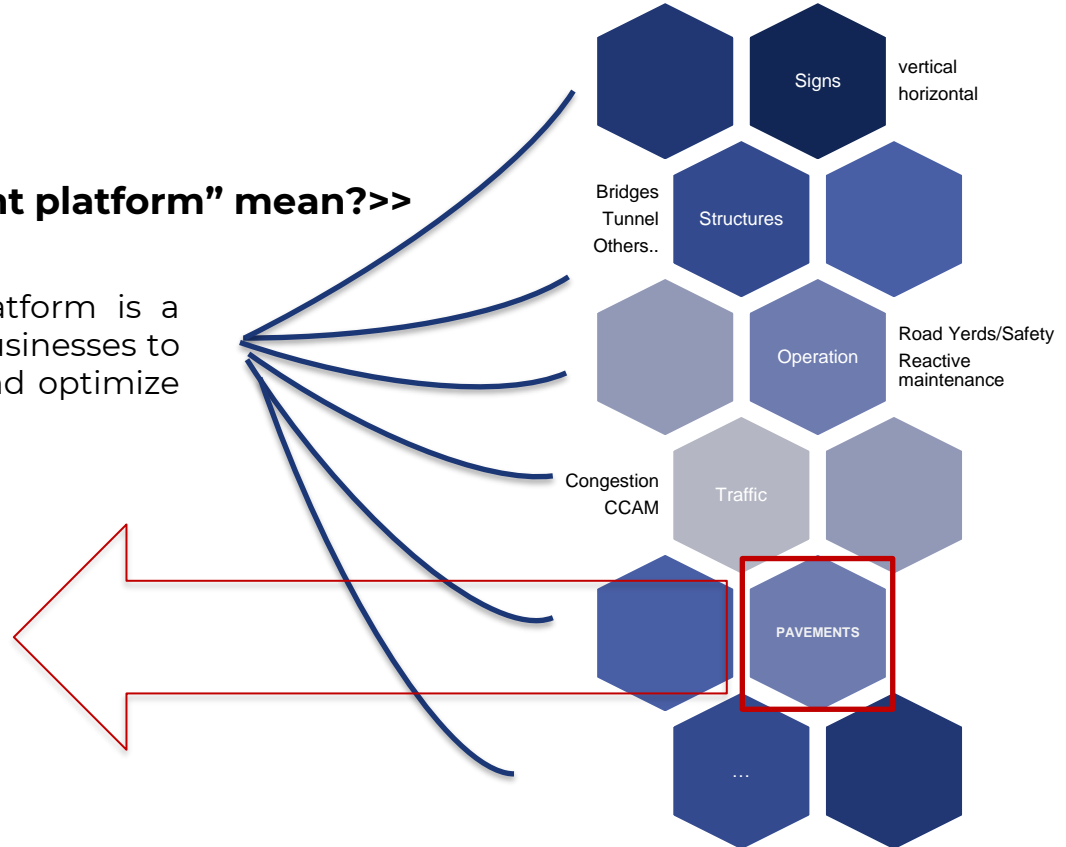 nt platform” mean?>>
atform is a
usinesses to
nd optimize
Signs
vertical
horizontal
Bridges
Tunnel
Others..
Structures
Operation
Road Yerds/Safety
Reactive
maintenance
Congestion
CCAM
Traffic
PAVEMENTS
...